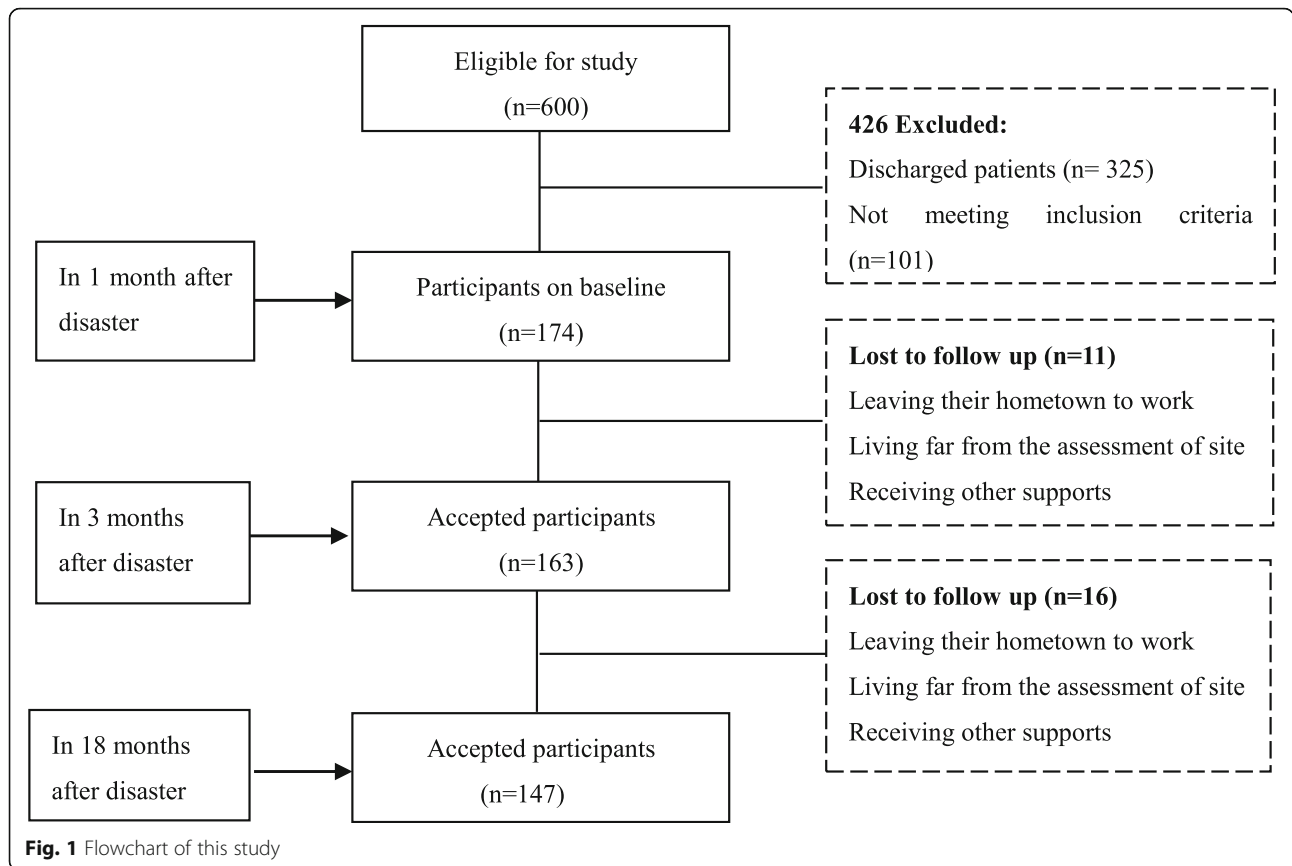 Eligible for study
(n=600)
426 Excluded:
Discharged patients (n= 325)
Not meeting inclusion criteria
(n=101)
In 1 month after
disaster
Participants on baseline
(n=174)
Lost to follow up (n=11)
Leaving their hometown to work
Living far from the assessment of site
Receiving other supports
In 3 months
after disaster
Accepted participants
(n=163)
Lost to follow up (n=16)
Leaving their hometown to work
Living far from the assessment of site
Receiving other supports
In 18 months
after disaster
Accepted participants
(n=147)
Fig. 1 Flowchart of this study